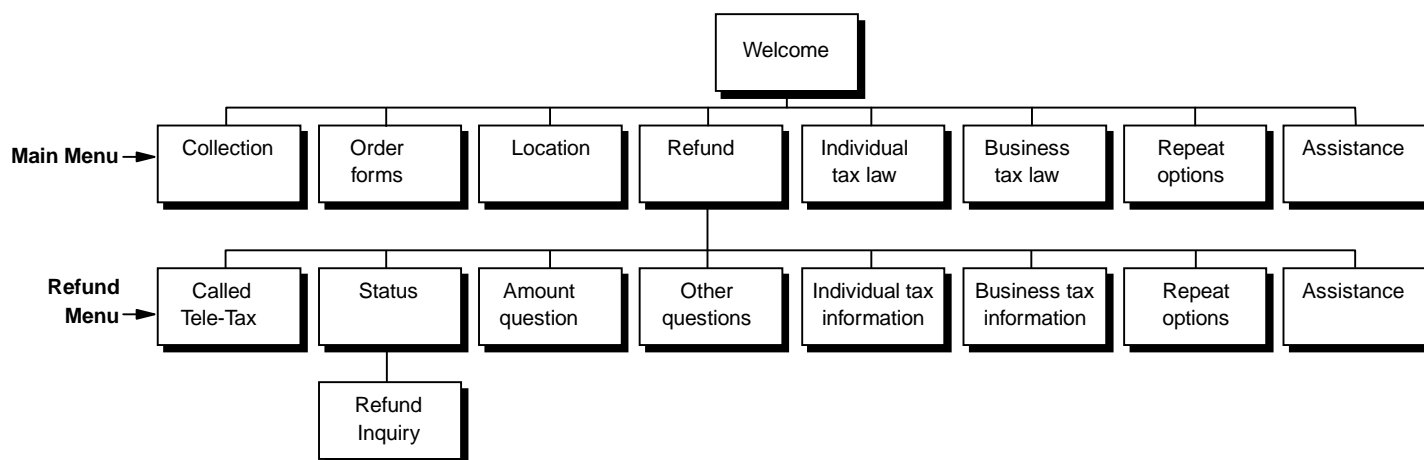 Welcome
Main Menu
Collection
Order
forms
Location
Refund
Individual
tax law
Business
tax law
Repeat
options
Assistance
Refund
Menu
Called
Tele-Tax
Status
Amount
question
Other
questions
Individual tax
information
Business tax
information
Repeat
options
Assistance
Refund
Inquiry